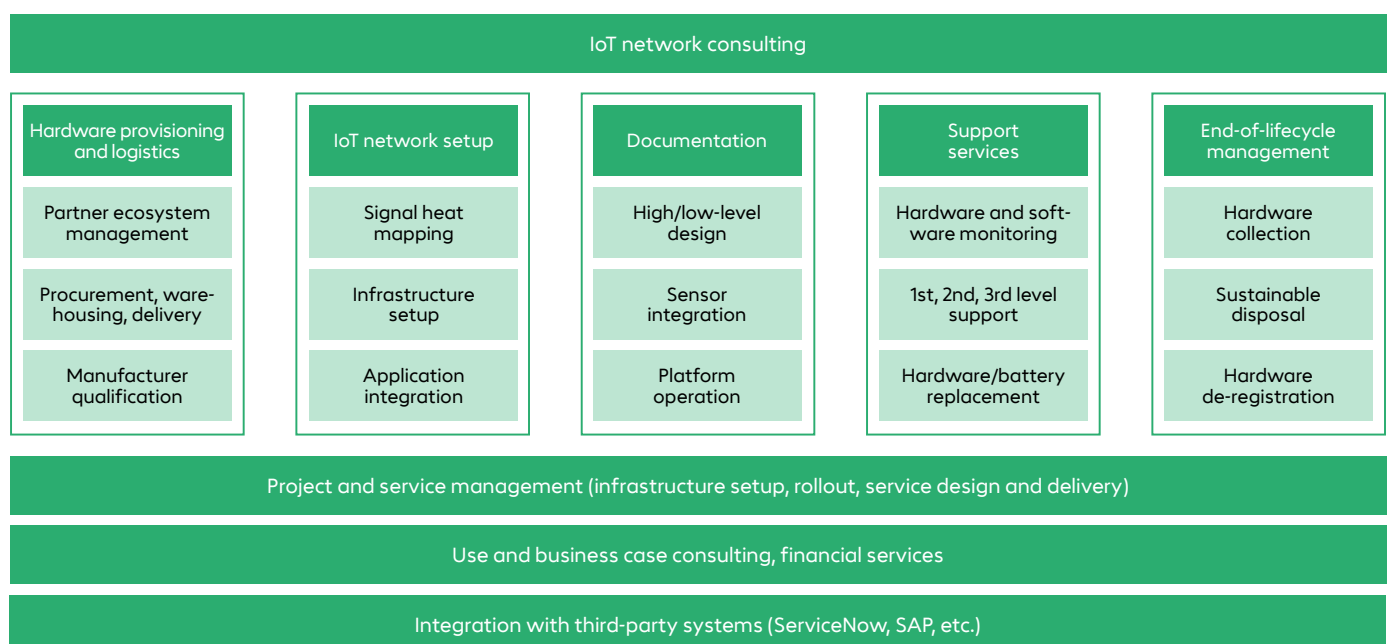 IoT network consulting
Hardware provisioning
and logistics
Partner ecosystem
management
Procurement, ware-
housing, delivery
Manufacturer
qualification
IoT network setup
Signal heat
mapping
Infrastructure
setup
Application
integration
Documentation
High/low-level
design
Sensor
integration
Platform
operation
Support
services
Hardware and soft-
ware monitoring
1st, 2nd, 3rd level
support
Hardware/battery
replacement
End-of-lifecycle
management
Hardware
collection
Sustainable
disposal
Hardware
de-registration
Project and service management (infrastructure setup, rollout, service design and delivery)
Use and business case consulting, financial services
Integration with third-party systems (ServiceNow, SAP, etc.)